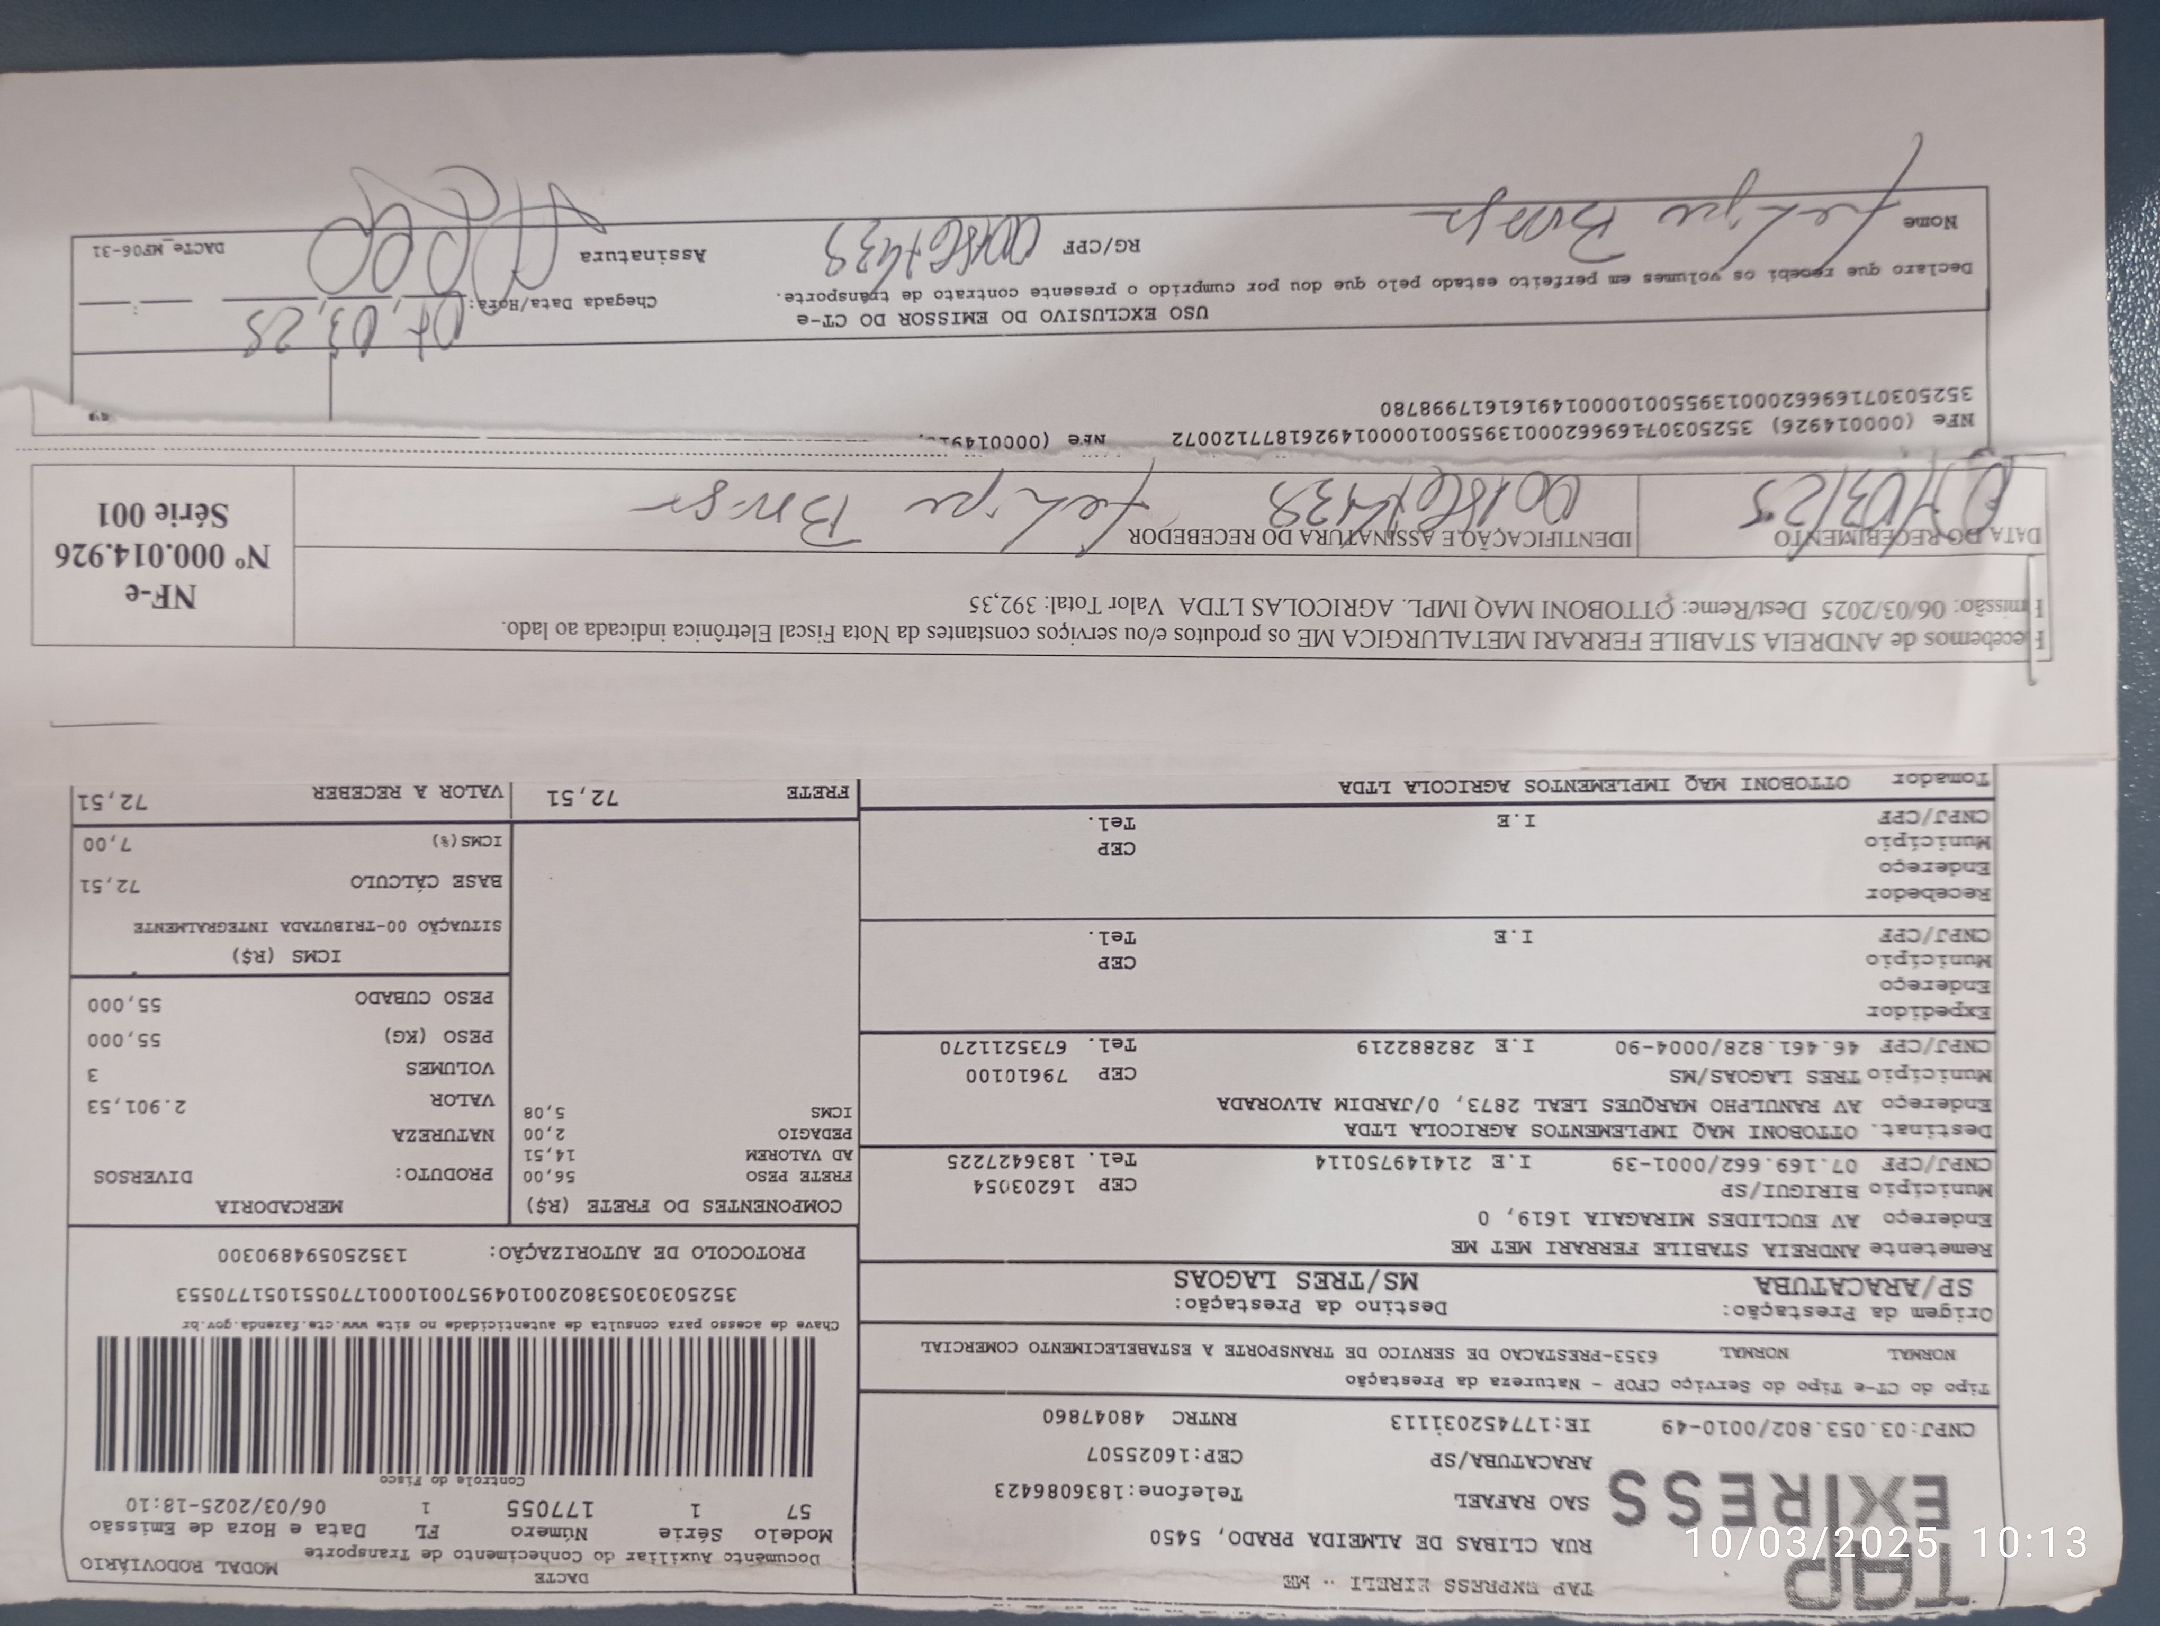 TAP
EXIRESS
TAP EXPRESS EIRELI - ME
RUA CLIBAS DE ALMEIDA PRADO, 5450
SAO RAFAEL Telefone:1836086423
ARACATUBA/SP CEP:16025507
CNPJ:03.053.802/0010-49 IE:177452031113 RNTRC 48047860
DACTE MODAL RODOVIÁRIO
Documento Auxiliar do Conhecimento de Transporte
Modelo Série Número FL Data e Hora de Emissão
57 1 177055 1 06/03/2025-18:10
Controle do Fisco
Chave de acesso para consulta de autenticidade no site www.cte.fazenda.gov.br
35250303053802001049570010001770551051770553
PROTOCOLO DE AUTORIZAÇÃO: 135250594890300
Tipo do CT-e Tipo do Serviço CFOP - Natureza da Prestação
NORMAL NORMAL 6353-PRESTACAO DE SERVICO DE TRANSPORTE A ESTABELECIMENTO COMERCIAL
Origem da Prestação: Destino da Prestação:
SP/ARACATUBA MS/TRES LAGOAS
Remetente ANDREIA STABILE FERRARI MET ME
Endereço AV EUCLIDES MIRAGAIA 1619, 0
Município BIRIGUI/SP CEP 16203054
CNPJ/CPF 07.169.662/0001-39 I.E 214149750114 Tel. 1836427225
Destinat. OTTOBONI MAQ IMPLEMENTOS AGRICOLA LTDA
Endereço AV RANULPHO MARQUES LEAL 2873, 0/JARDIM ALVORADA
Município TRES LAGOAS/MS CEP 79610100
CNPJ/CPF 46.461.828/0004-90 I.E 282882219 Tel. 6735211270
Expedidor
Endereço
Município CEP
CNPJ/CPF I.E Tel.
Recebedor
Endereço
Município CEP
CNPJ/CPF I.E Tel.
Tomador OTTOBONI MAQ IMPLEMENTOS AGRICOLA LTDA
COMPONENTES DO FRETE (R$)
FRETE PESO 56,00
AD VALOREM 14,51
PEDAGIO 2,00
ICMS 5,08
FRETE 72,51
MERCADORIA
PRODUTO: DIVERSOS
NATUREZA
VALOR 2.901,53
VOLUMES 3
PESO (KG) 55,000
PESO CUBADO 55,000
ICMS (R$)
SITUAÇÃO 00-TRIBUTADA INTEGRALMENTE
BASE CÁLCULO 72,51
ICMS(%) 7,00
VALOR A RECEBER 72,51
Recebemos de ANDREIA STABILE FERRARI METALURGICA ME os produtos e/ou serviços constantes da Nota Fiscal Eletrônica indicada ao lado.
Emissão: 06/03/2025 Dest/Reme: OTTOBONI MAQ IMPL. AGRICOLAS LTDA Valor Total: 392,35
DATA DO RECEBIMENTO IDENTIFICAÇÃO E ASSINATURA DO RECEBEDOR
07/03/25 Felipe
NF-e
Nº 000.014.926
Série 001
NFe (000014926) 35250307169662000139550010000149261877120072 NFe (00001491
35250307169662000139550010000149161617998780
USO EXCLUSIVO DO EMISSOR DO CT-e
Declaro que recebi os volumes em perfeito estado pelo que dou por cumprido o presente contrato de transporte.
Chegada Data/Hora: 07,03,25
Nome Felipe RG/CPF Assinatura DACTe_MF06-31
10/03/2025 10:13